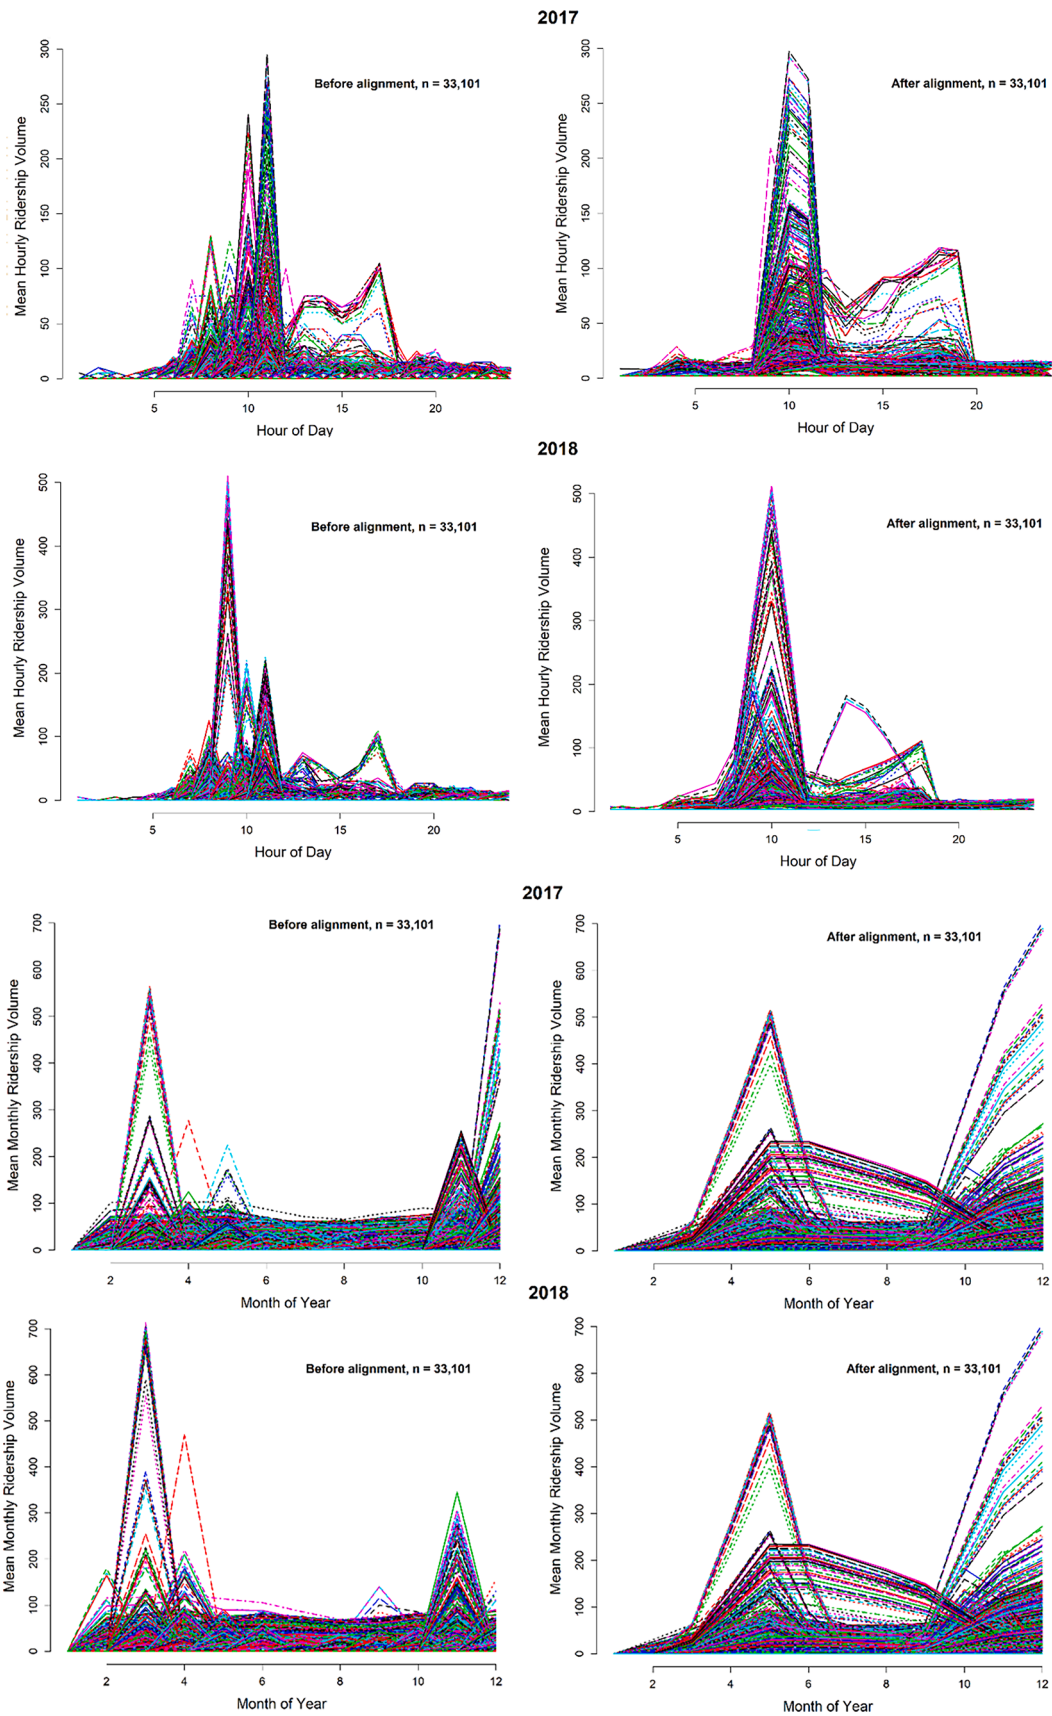 2017
Before alignment, n = 33,101
After alignment, n = 33,101
Mean Hourly Ridership Volume
Mean Hourly Ridership Volume
300
250
200
150
100
50
0
300
250
200
150
100
50
0
5 10 15 20
5 10 15 20
Hour of Day
Hour of Day
2018
Before alignment, n = 33,101
After alignment, n = 33,101
Mean Hourly Ridership Volume
Mean Hourly Ridership Volume
500
400
300
200
100
0
500
400
300
200
100
0
5 10 15 20
5 10 15 20
Hour of Day
Hour of Day
2017
Before alignment, n = 33,101
After alignment, n = 33,101
Mean Monthly Ridership Volume
Mean Monthly Ridership Volume
700
600
500
400
300
200
100
0
700
600
500
400
300
200
100
0
2 4 6 8 10 12
2 4 6 8 10 12
Month of Year
Month of Year
2018
Before alignment, n = 33,101
After alignment, n = 33,101
Mean Monthly Ridership Volume
Mean Monthly Ridership Volume
700
600
500
400
300
200
100
0
700
600
500
400
300
200
100
0
2 4 6 8 10 12
2 4 6 8 10 12
Month of Year
Month of Year